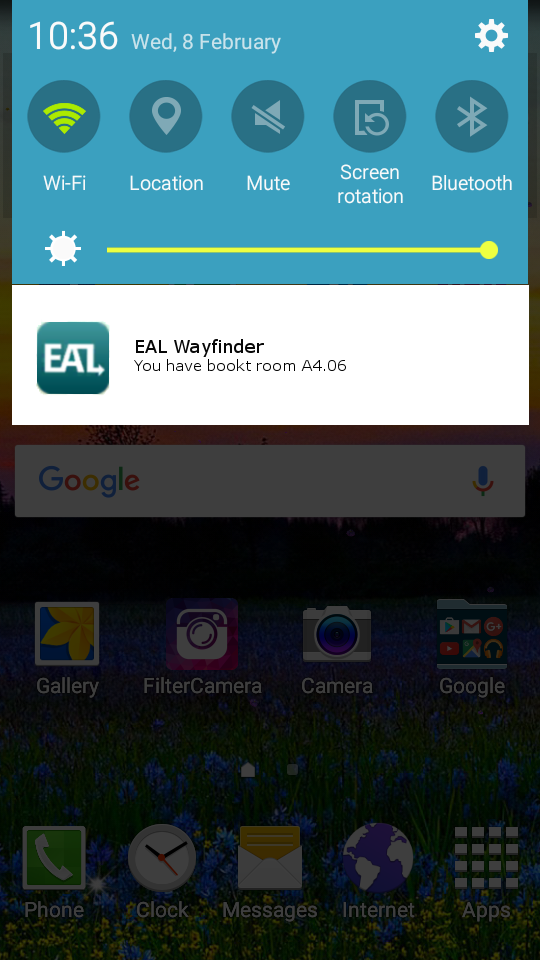 10:36 Wed, 8 February
Wi-Fi Location Mute Screen rotation Bluetooth
EAL
EAL Wayfinder
You have bookt room A4.06
Google
G+
Gallery FilterCamera Camera Google
Phone Clock Messages Internet Apps